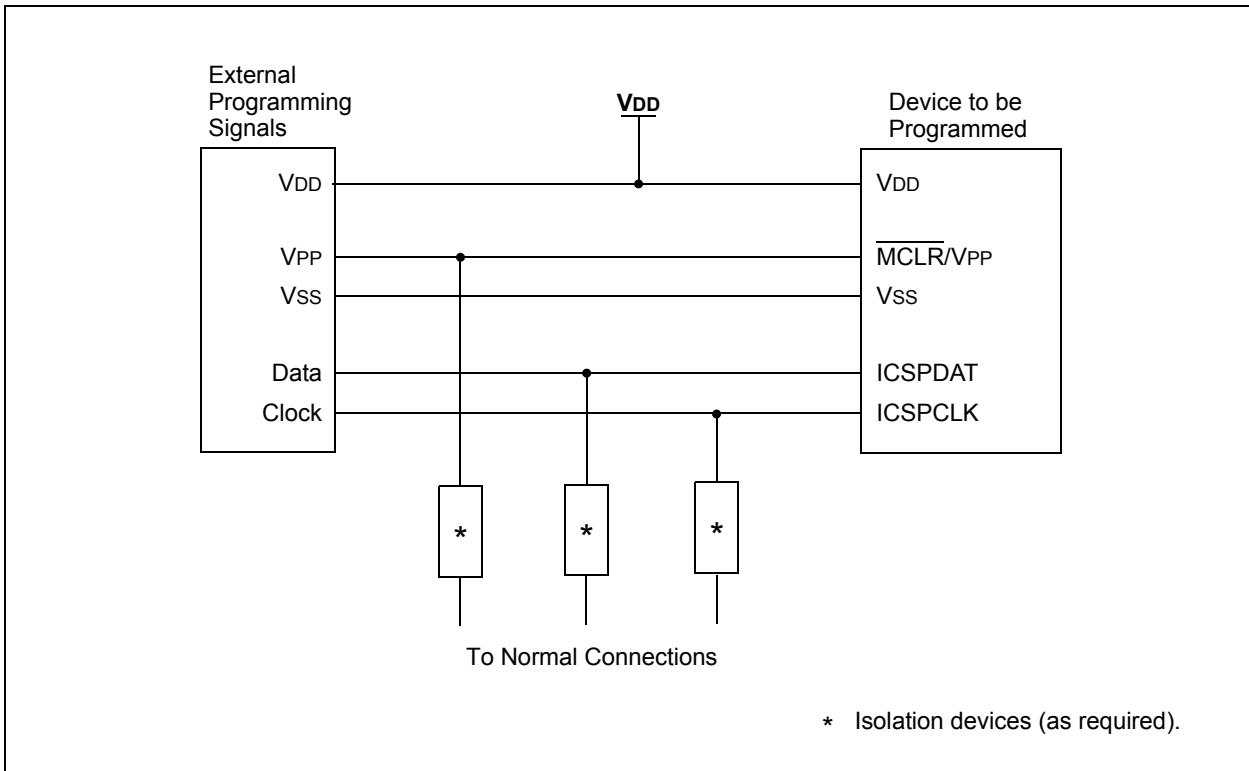 External
Programming
Signals
VDD
Device to be
Programmed
VDD
VDD
VPP
MCLR/VPP
VSS
VSS
Data
ICSPDAT
Clock
ICSPCLK
*
*
*
To Normal Connections
* Isolation devices (as required).